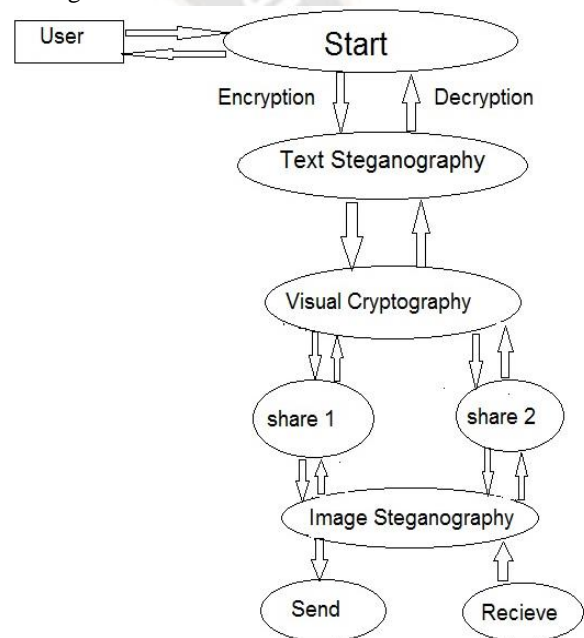 User
Start
Encryption
Decryption
Text Steganography
Visual Cryptography
share 1
share 2
Image Steganography
Send
Recieve